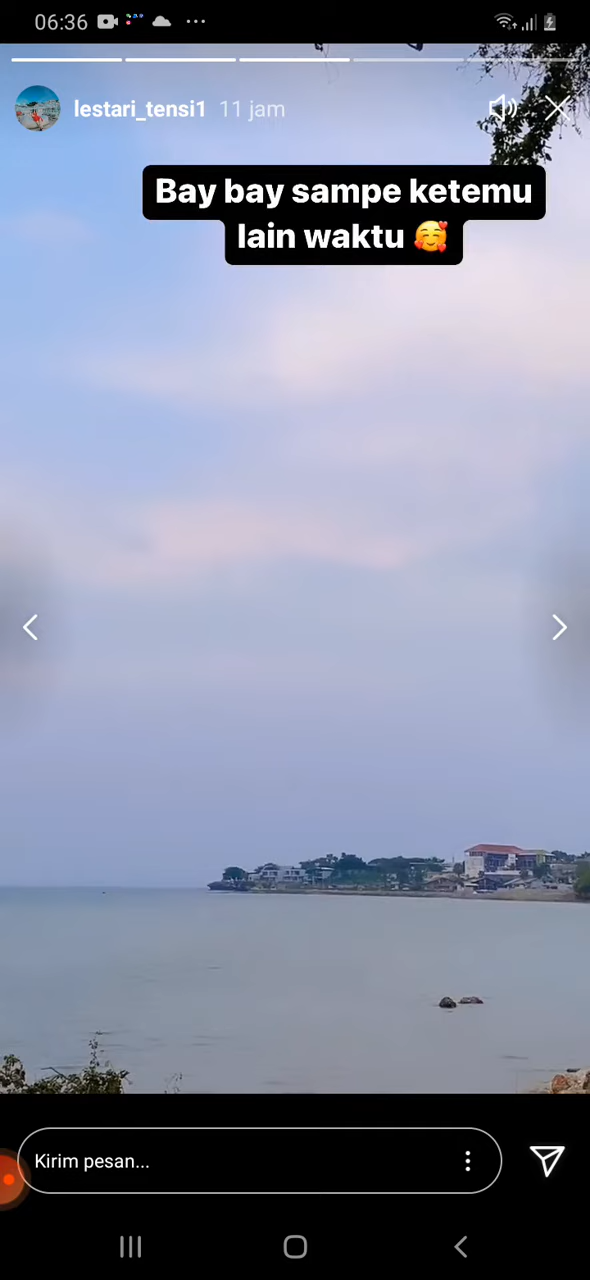 06:36
lestari_tensi1 11 jam
Bay bay sampe ketemu
lain waktu 🥰
Kirim pesan...